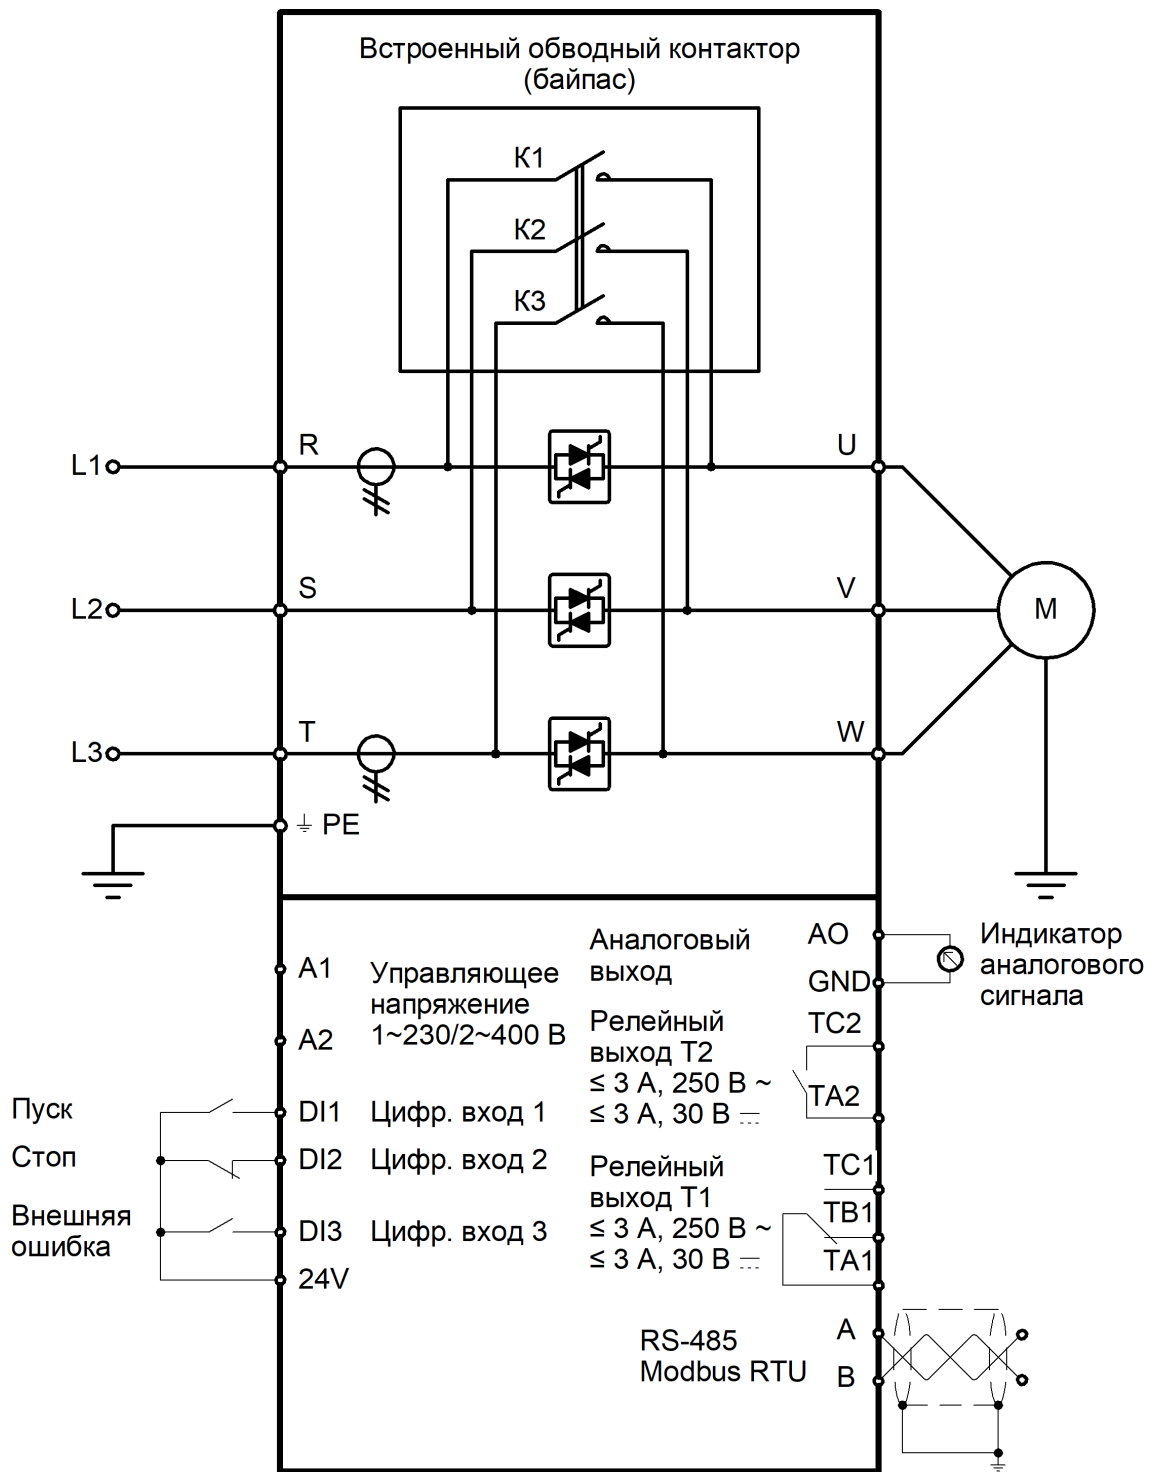 Встроенный обводный контактор
(байпас)
К1
К2
К3
L1
R
U
L2
S
V
M
L3
T
W
PE
A1
A2
Управляющее
напряжение
1~230/2~400 В
Аналоговый
выход
AO
GND
Индикатор
аналогового
сигнала
Релейный
выход Т2
≤ 3 А, 250 В ~
≤ 3 А, 30 В ⎓
TC2
TA2
Пуск
DI1
Цифр. вход 1
Стоп
DI2
Цифр. вход 2
Внешняя
ошибка
DI3
Цифр. вход 3
24V
Релейный
выход Т1
≤ 3 А, 250 В ~
≤ 3 А, 30 В ⎓
TC1
TB1
TA1
RS-485
Modbus RTU
A
B